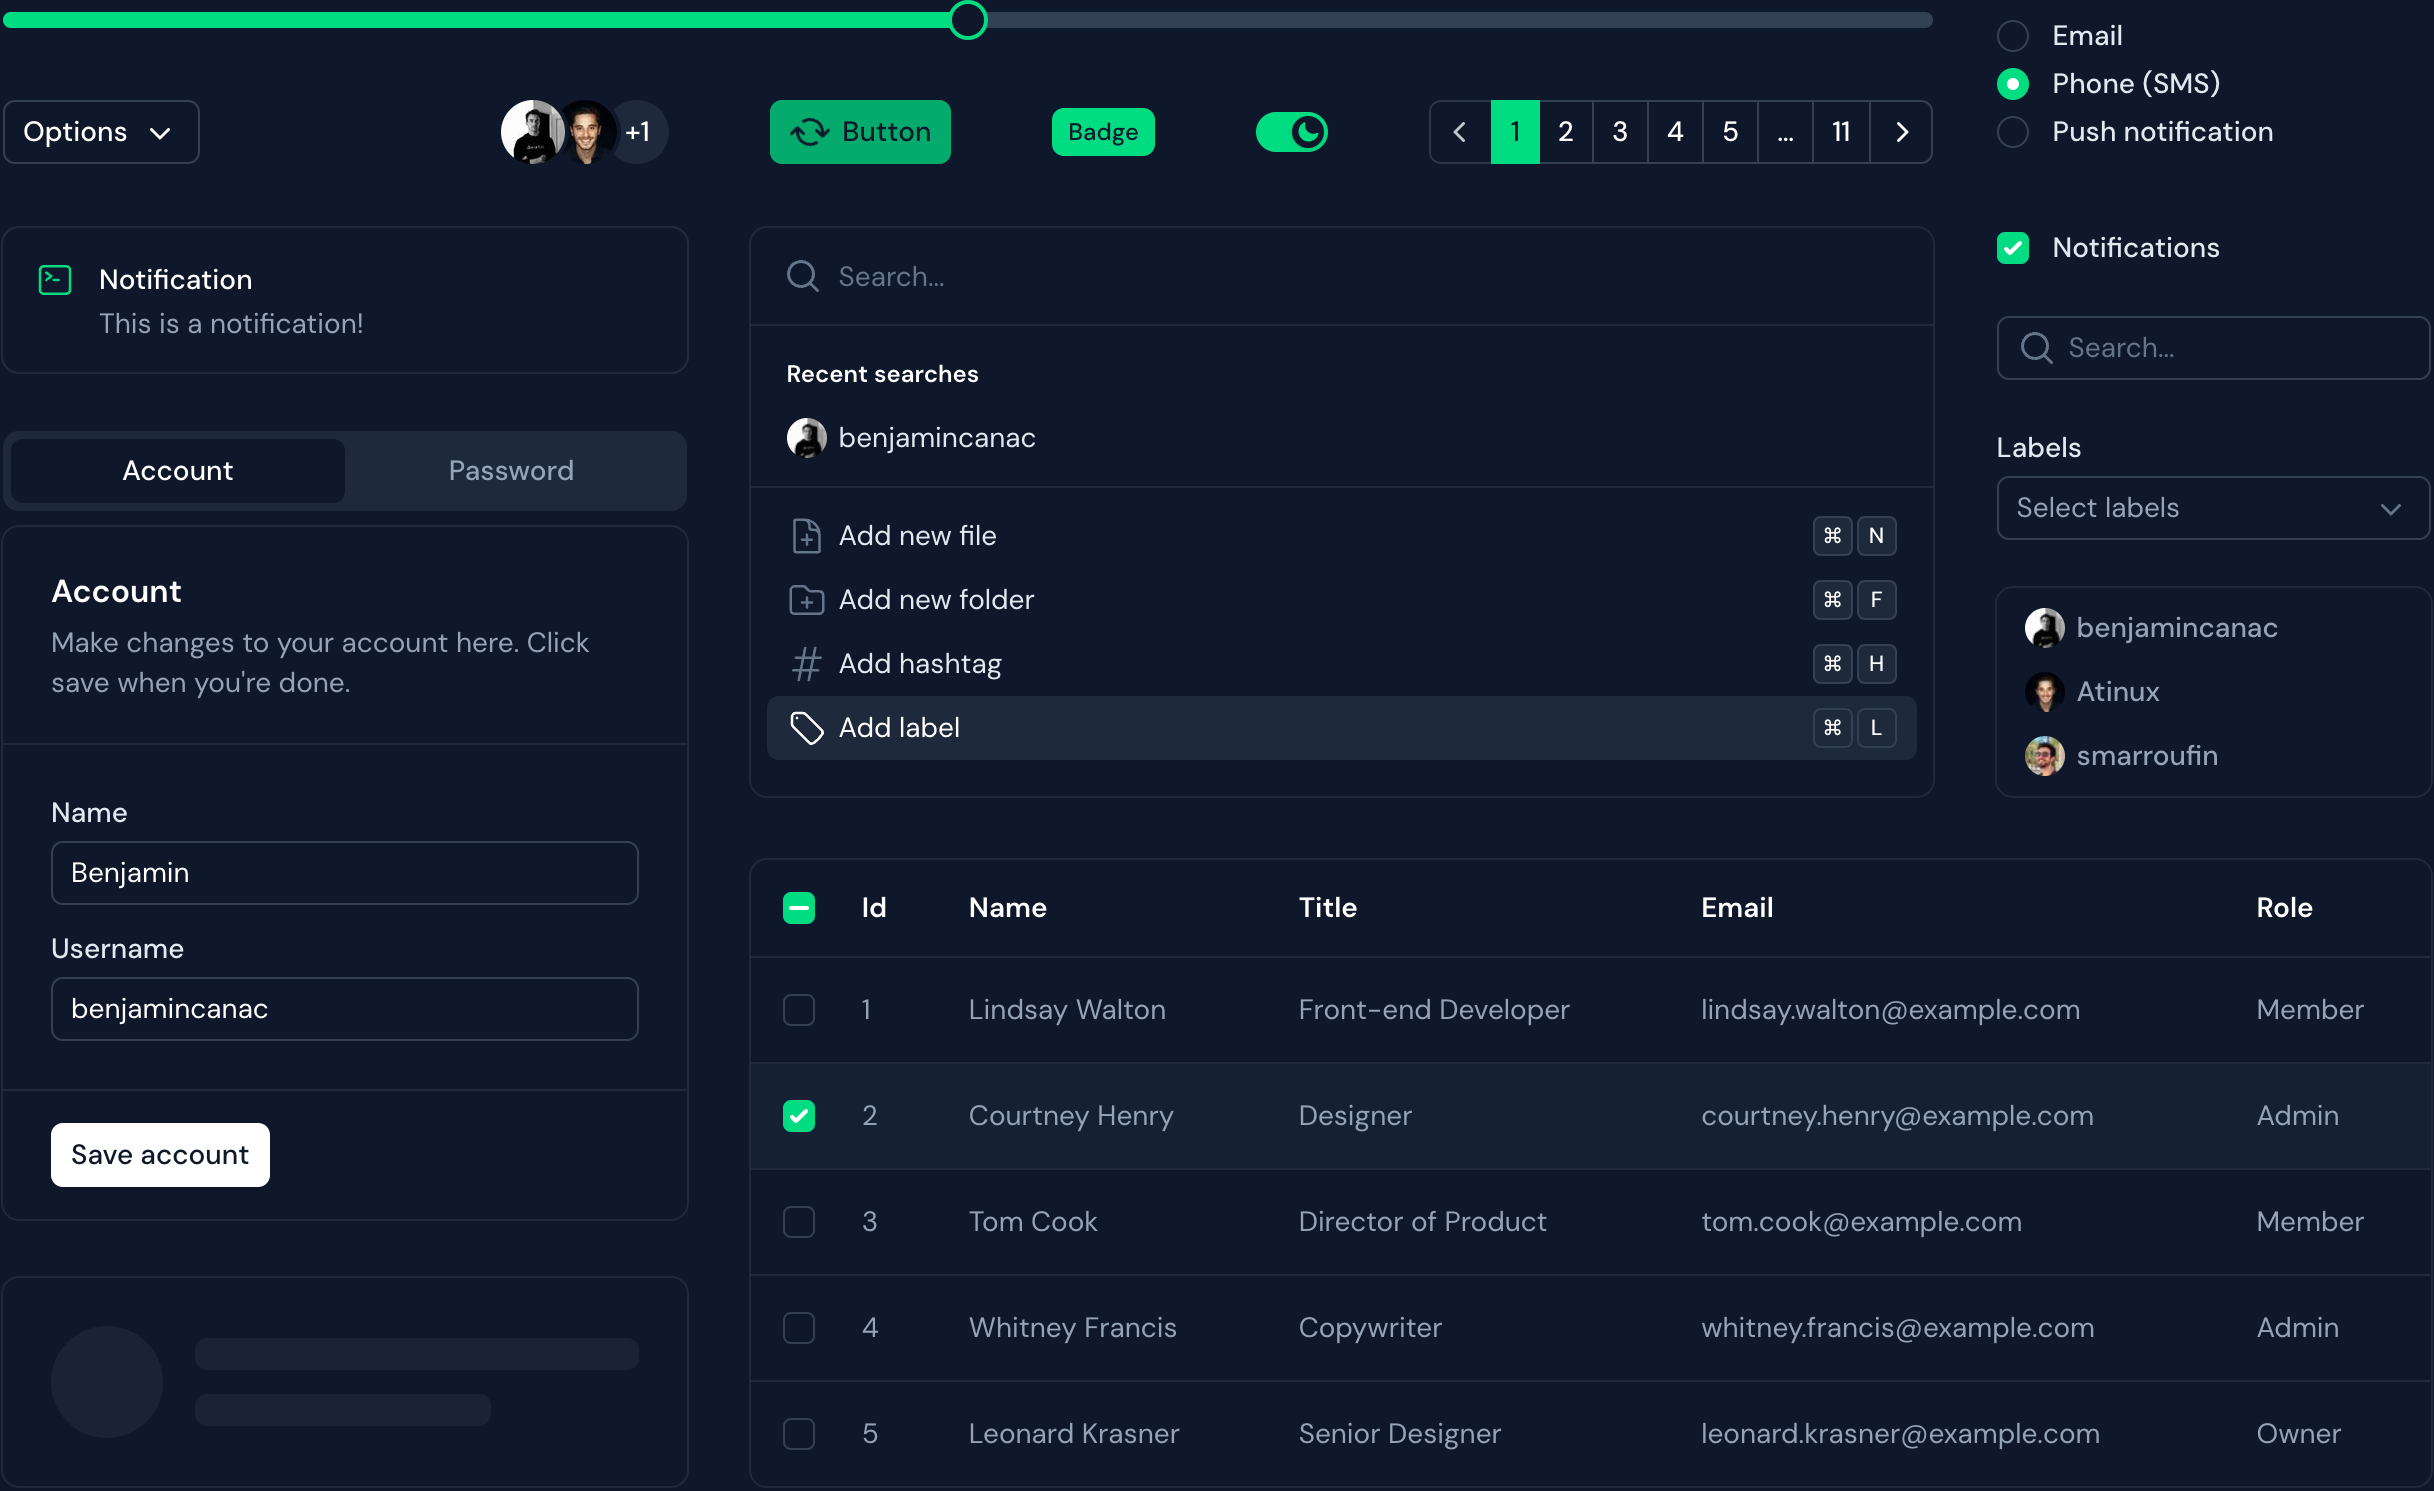 Options
+1
Button
Badge
1 2 3 4 5 ... 11
Email
Phone (SMS)
Push notification
Notification
This is a notification!
Account Password
Account
Make changes to your account here. Click
save when you're done.
Name
Benjamin
Username
benjamincanac
Save account
Search...
Recent searches
benjamincanac
Add new file ⌘ N
Add new folder ⌘ F
Add hashtag ⌘ H
Add label ⌘ L
Notifications
Search...
Labels
Select labels
benjamincanac
Atinux
smarroufin
Id Name Title Email Role
1 Lindsay Walton Front-end Developer lindsay.walton@example.com Member
2 Courtney Henry Designer courtney.henry@example.com Admin
3 Tom Cook Director of Product tom.cook@example.com Member
4 Whitney Francis Copywriter whitney.francis@example.com Admin
5 Leonard Krasner Senior Designer leonard.krasner@example.com Owner